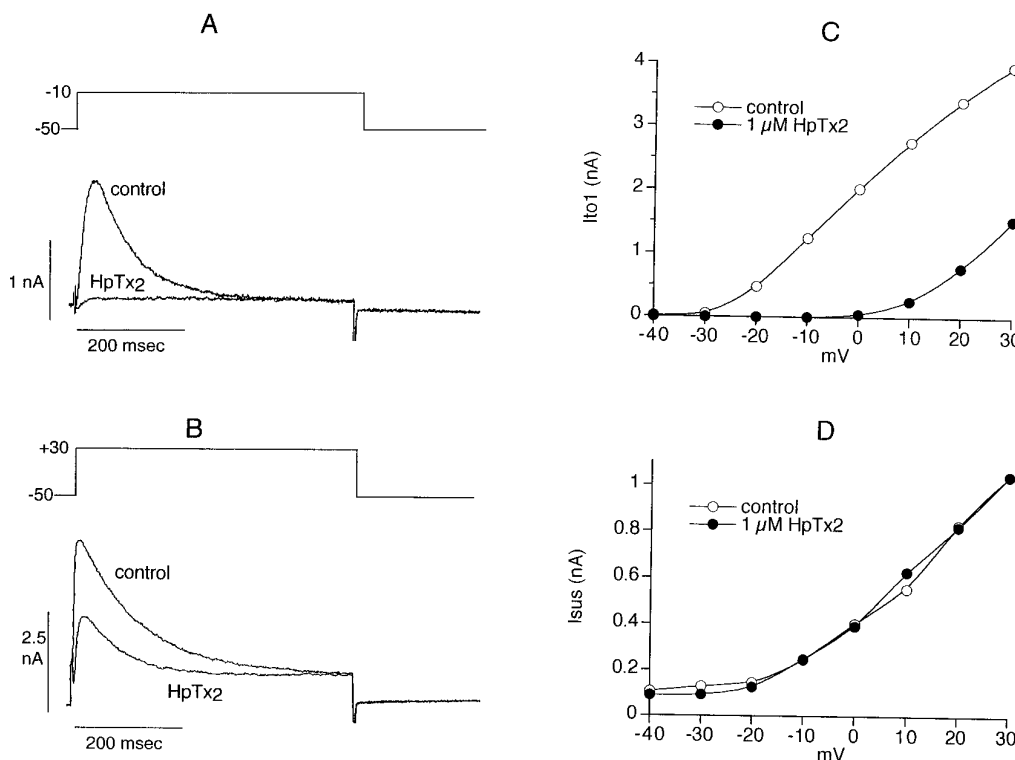 A
-10
-50
control
HpTx2
1 nA
200 msec
B
+30
-50
control
2.5
nA
HpTx2
200 msec
C
4
3
2
1
0
Ito1 (nA)
control
1 µM HpTx2
-40 -30 -20 -10 0 10 20 30
mV
D
1
0.8
0.6
0.4
0.2
0
Isus (nA)
control
1 µM HpTx2
-40 -30 -20 -10 0 10 20 30
mV